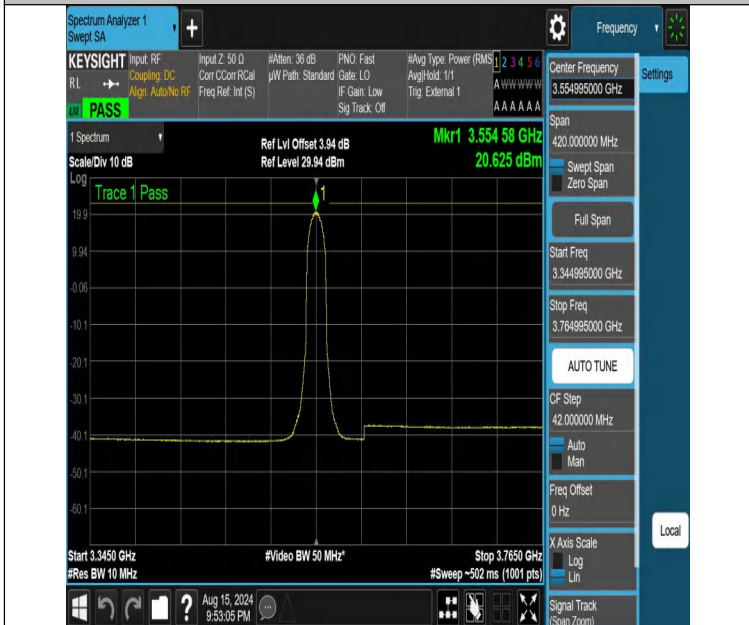 Spectrum Analyzer 1
Swept SA
Frequency
KEYSIGHT
RL
PASS
Input: RF
Coupling: DC
Align: Auto/No RF
Input Z: 50 Ω
Corr CCorr RCal
Freq Ref: Int (S)
#Atten: 36 dB
µW Path: Standard
PNO: Fast
Gate: LO
IF Gain: Low
Sig Track: Off
#Avg Type: Power (RMS
Avg|Hold: 1/1
Trig: External 1
1 2 3 4 5 6
A W W W W W
A A A A A A
1 Spectrum
Scale/Div 10 dB
Ref Lvl Offset 3.94 dB
Ref Level 29.94 dBm
Mkr1 3.554 58 GHz
20.625 dBm
Log
Trace 1 Pass
1
19.9
9.94
-0.06
-10.1
-20.1
-30.1
-40.1
-50.1
-60.1
Start 3.3450 GHz
#Res BW 10 MHz
#Video BW 50 MHz*
Stop 3.7650 GHz
#Sweep ~502 ms (1001 pts)
?
Aug 15, 2024
9:53:05 PM
Center Frequency
3.554995000 GHz
Span
420.000000 MHz
Swept Span
Zero Span
Full Span
Start Freq
3.344995000 GHz
Stop Freq
3.764995000 GHz
AUTO TUNE
CF Step
42.000000 MHz
Auto
Man
Freq Offset
0 Hz
X Axis Scale
Log
Lin
Signal Track
(Span Zoom)
Settings
Local